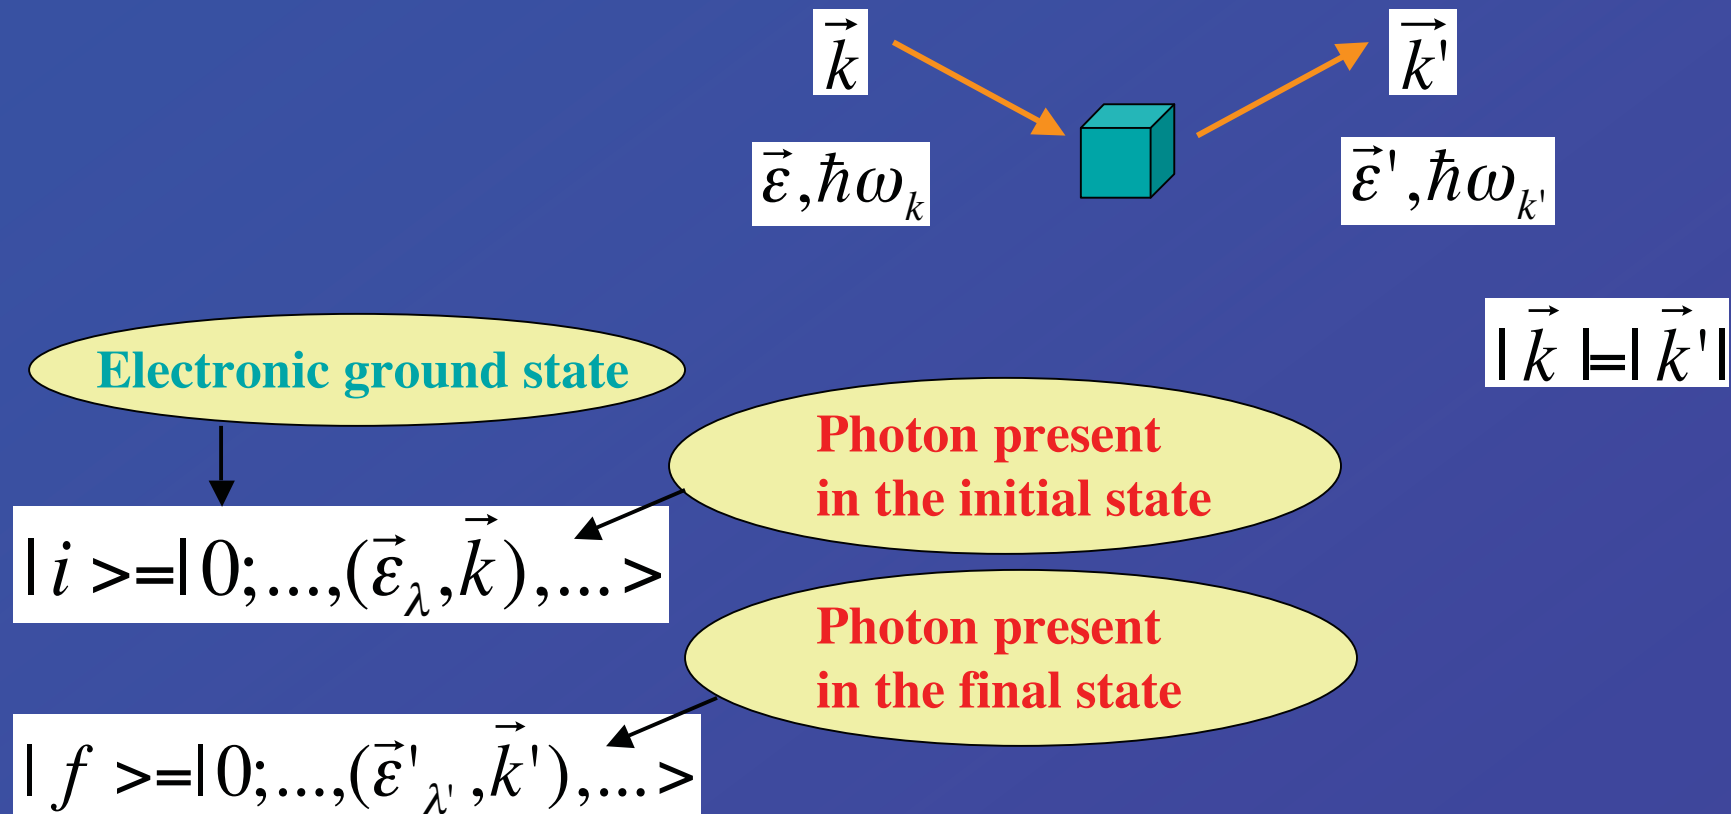 k⃗
k⃗'
ε⃗,ħω_k
ε⃗',ħω_k'
|k⃗|=|k⃗'|
Electronic ground state
Photon present
in the initial state
|i>=|0;...,(ε⃗_λ,k⃗),...>
Photon present
in the final state
|f>=|0;...,(ε⃗'_λ',k⃗'),...>